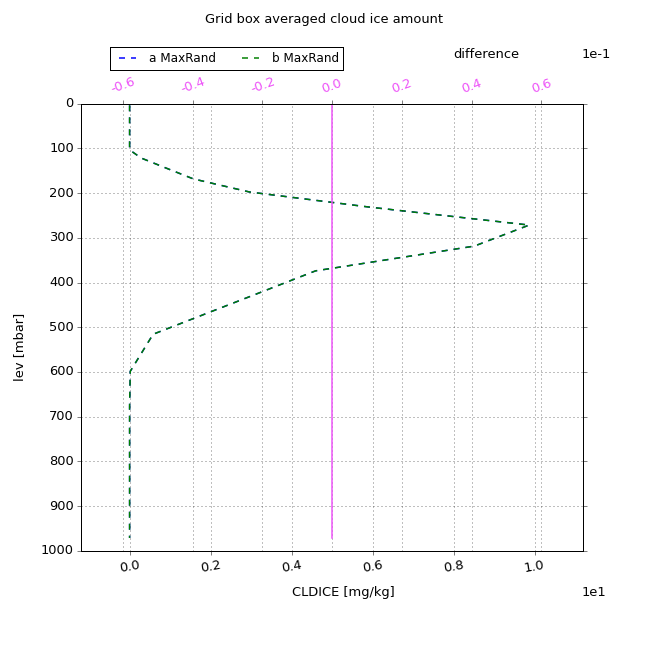 Grid box averaged cloud ice amount
a MaxRand b MaxRand
difference 1e-1
-0.6 -0.4 -0.2 0.0 0.2 0.4 0.6
0
100
200
300
400
500
600
700
800
900
1000
lev [mbar]
0.0 0.2 0.4 0.6 0.8 1.0
CLDICE [mg/kg] 1e1